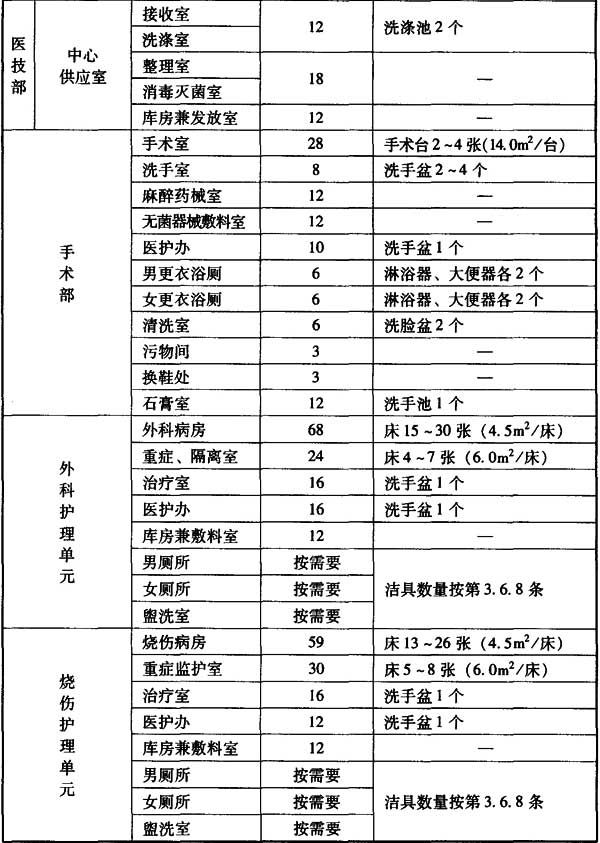 医技部 中心供应室 接收室 12 洗涤池2个
洗涤室
整理室 18 —
消毒灭菌室
库房兼发放室 12 —
手术部 手术室 28 手术台2~4张(14.0m²/台)
洗手室 8 洗手盆2~4个
麻醉药械室 12 —
无菌器械敷料室 12 —
医护办 10 洗手盆1个
男更衣浴厕 6 淋浴器、大便器各2个
女更衣浴厕 6 淋浴器、大便器各2个
清洗室 6 洗脸盆2个
污物间 3 —
换鞋处 3 —
石膏室 12 洗手池1个
外科护理单元 外科病房 68 床15~30张（4.5m²/床）
重症、隔离室 24 床4~7张（6.0m²/床）
治疗室 16 洗手盆1个
医护办 16 洗手盆1个
库房兼敷料室 12 —
男厕所 按需要 洁具数量按第3.6.8条
女厕所 按需要
盥洗室 按需要
烧伤护理单元 烧伤病房 59 床13~26张（4.5m²/床）
重症监护室 30 床5~8张（6.0m²/床）
治疗室 16 洗手盆1个
医护办 12 洗手盆1个
库房兼敷料室 12 —
男厕所 按需要 洁具数量按第3.6.8条
女厕所 按需要
盥洗室 按需要